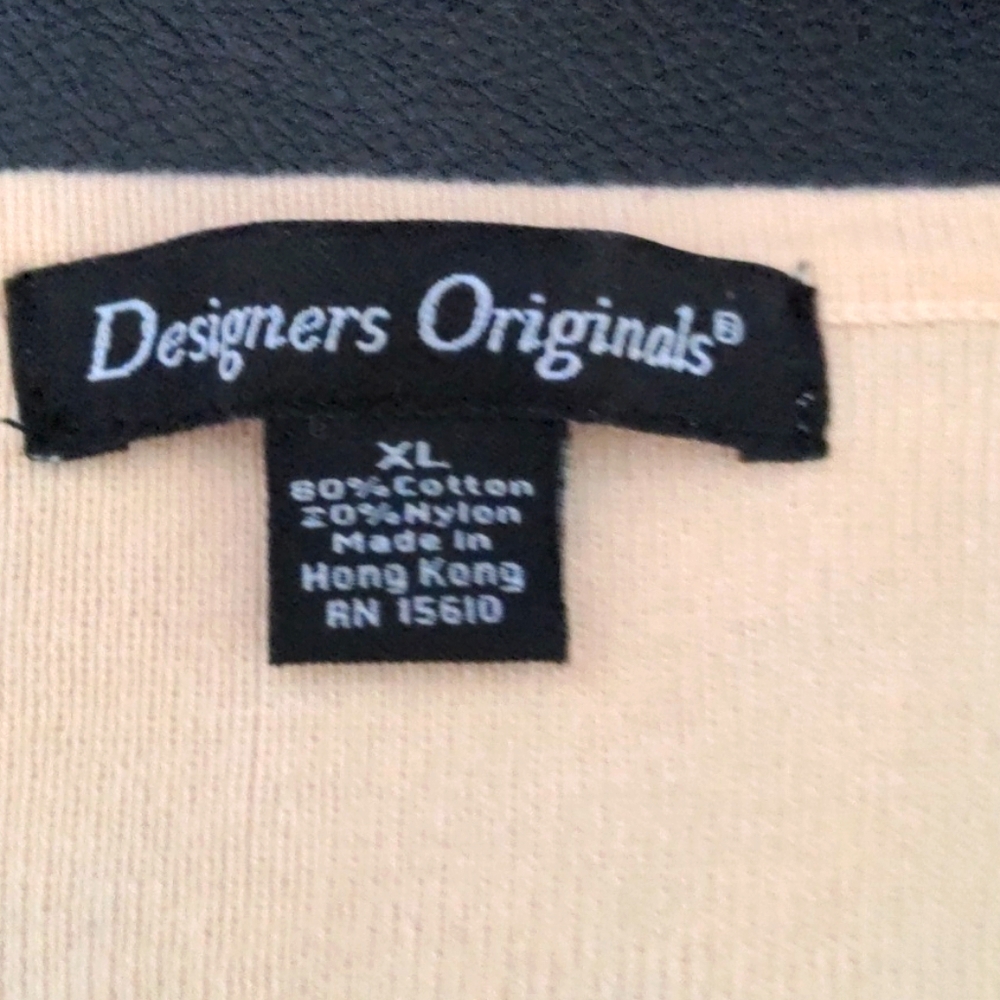 Designers Originals®
XL
80%Cotton
20%Nylon
Made In
Hong Kong
RN 15610